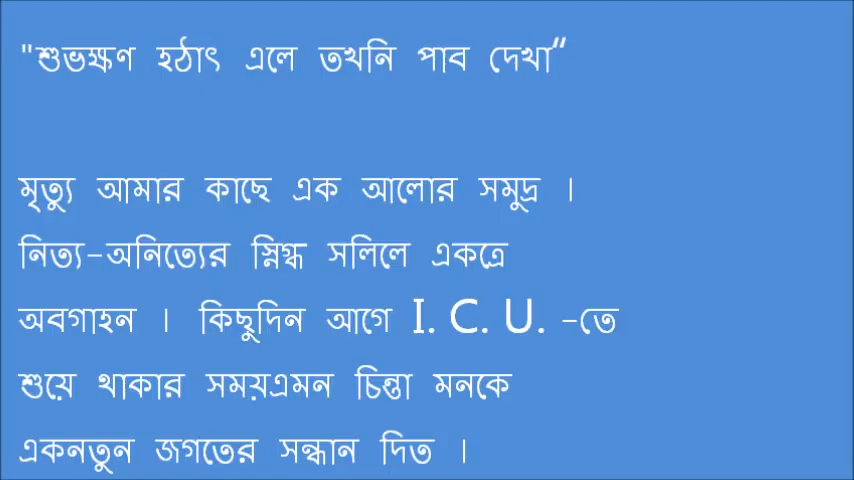 "শুভক্ষণ হঠাৎ এলে তখনি পাব দেখা“
মৃত্যু আমার কাছে এক আলোর সমুদ্র ।
নিত্য-অনিত্যের স্নিগ্ধ সলিলে একত্রে
অবগাহন । কিছুদিন আগে I. C. U. -তে
শুয়ে থাকার সময়এমন চিন্তা মনকে
একনতুন জগতের সন্ধান দিত ।